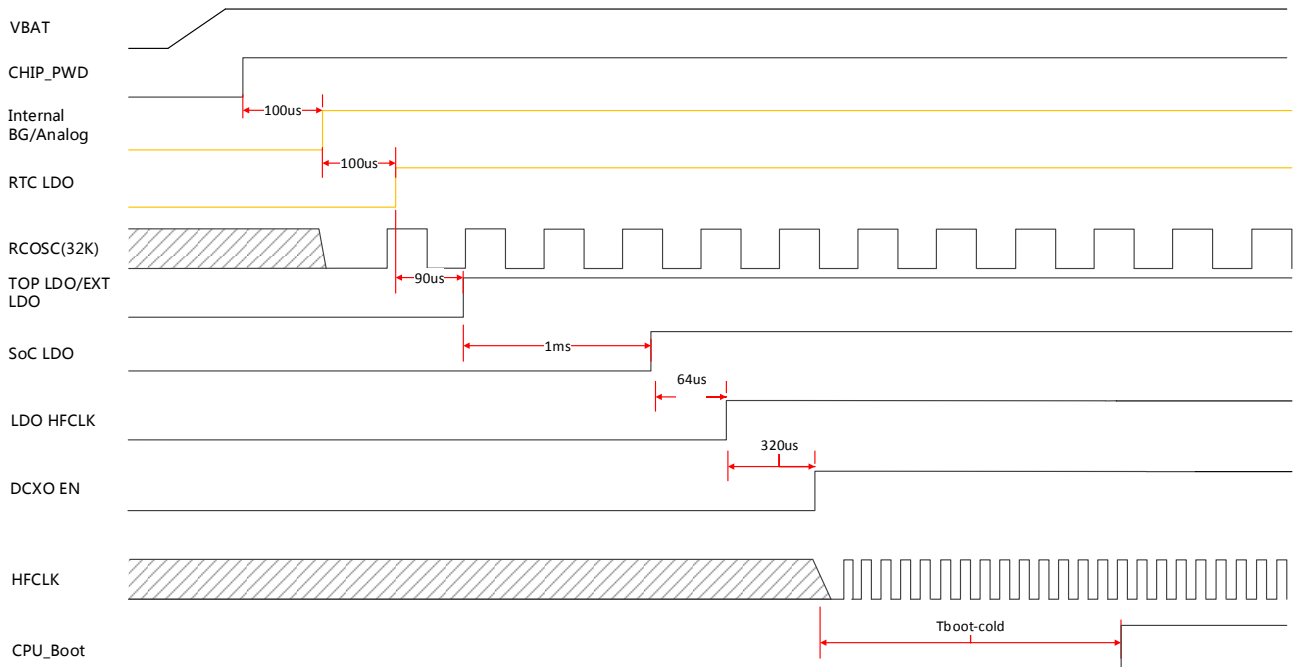 VBAT
CHIP_PWD
100us
Internal
BG/Analog
100us
RTC LDO
RCOSC(32K)
TOP LDO/EXT
LDO
90us
1ms
SoC LDO
64us
LDO HFCLK
320us
DCXO EN
HFCLK
Tboot-cold
CPU_Boot